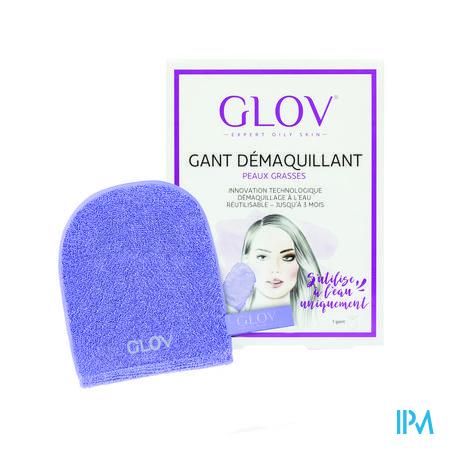 GLOV®
EXPERT OILY SKIN
GANT DÉMAQUILLANT
PEAUX GRASSES
INNOVATION TECHNOLOGIQUE
DÉMAQUILLAGE À L'EAU
RÉUTILISABLE – JUSQU'À 3 MOIS
S'utilise
à l'eau
uniquement
GLOV
1 gant
GLOV
IPM